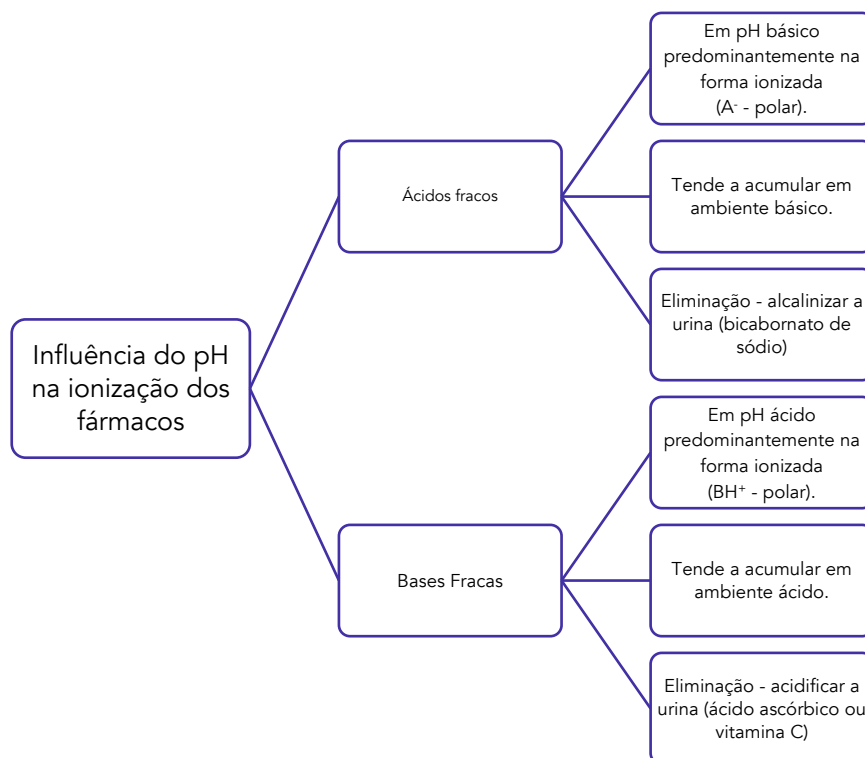 Influência do pH
na ionização dos
fármacos
Ácidos fracos
Em pH básico
predominantemente na
forma ionizada
(A- - polar).
Tende a acumular em
ambiente básico.
Eliminação - alcalinizar a
urina (bicabornato de
sódio)
Bases Fracas
Em pH ácido
predominantemente na
forma ionizada
(BH+ - polar).
Tende a acumular em
ambiente ácido.
Eliminação - acidificar a
urina (ácido ascórbico ou
vitamina C)